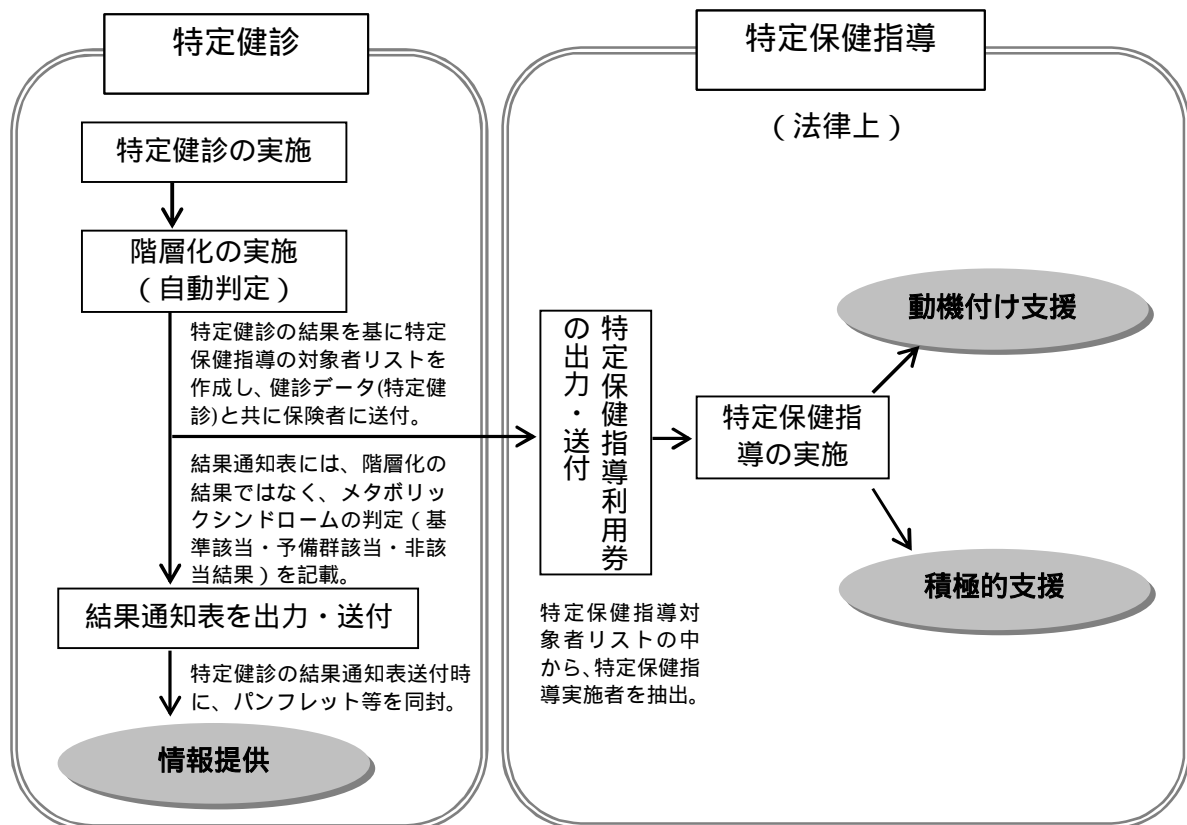 特定健診
特定健診の実施
階層化の実施
（自動判定）
特定健診の結果を基に特定
保健指導の対象者リストを
作成し、健診データ(特定健
診)と共に保険者に送付。
結果通知表には、階層化の
結果ではなく、メタボリッ
クシンドロームの判定（基
準該当・予備群該当・非該
当結果）を記載。
結果通知表を出力・送付
特定健診の結果通知表送付時
に、パンフレット等を同封。
情報提供
特定保健指導
（法律上）
特定保健指導利用券
の出力・送付
特定保健指導対
象者リストの中
から、特定保健指
導実施者を抽出。
特定保健指
導の実施
動機付け支援
積極的支援